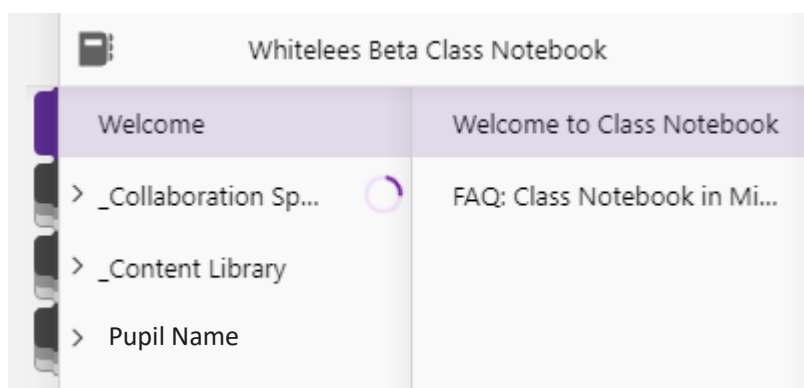 Whitelees Beta Class Notebook
Welcome
_Collaboration Sp...
_Content Library
Pupil Name
Welcome to Class Notebook
FAQ: Class Notebook in Mi...